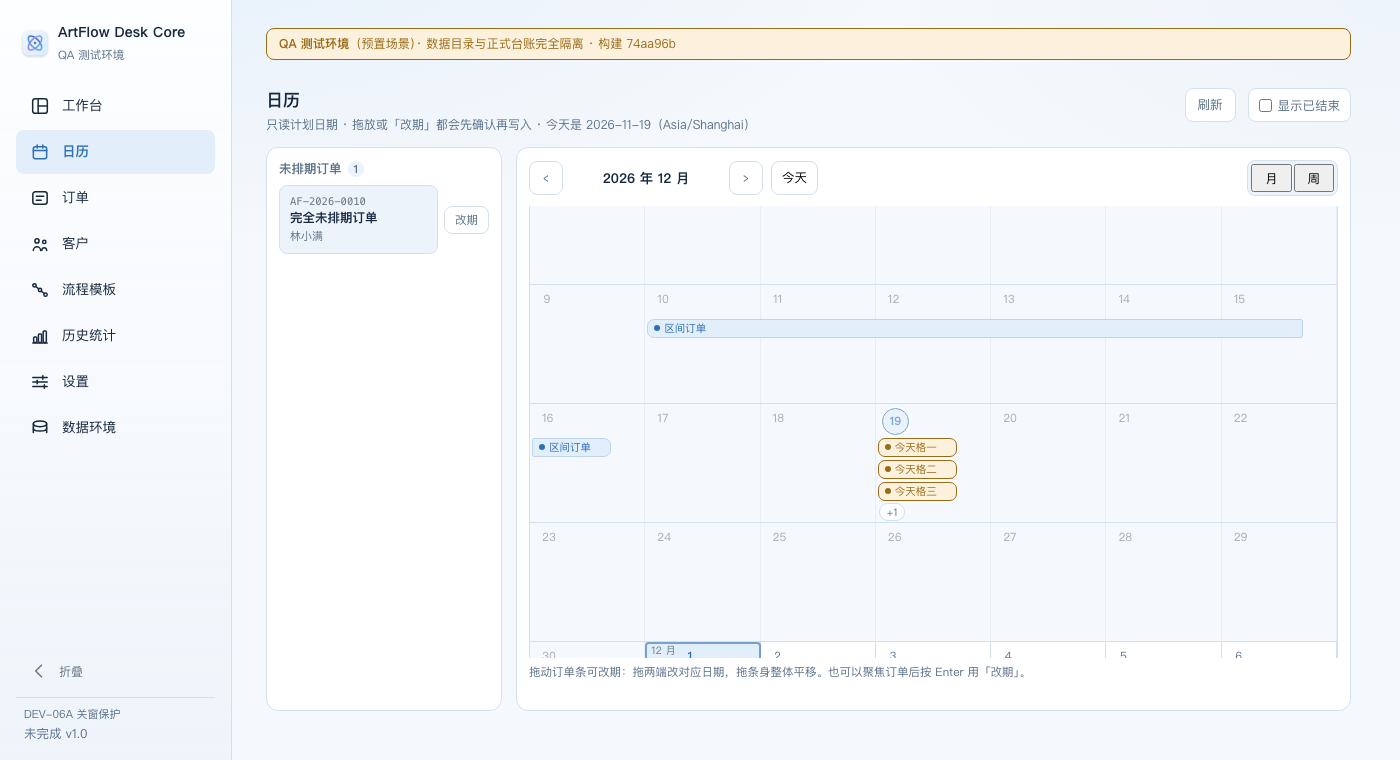 ArtFlow Desk Core
QA 测试环境
工作台
日历
订单
客户
流程模板
历史统计
设置
数据环境
折叠
DEV-06A 关窗保护
未完成 v1.0
QA 测试环境（预置场景）· 数据目录与正式台账完全隔离 · 构建 74aa96b
日历
只读计划日期 · 拖放或「改期」都会先确认再写入 · 今天是 2026-11-19（Asia/Shanghai）
刷新
显示已结束
未排期订单 1
AF-2026-0010
完全未排期订单
林小满
改期
‹ 2026 年 12 月 › 今天
月 周
9 10 11 12 13 14 15
区间订单
16 17 18 19 20 21 22
区间订单
今天格一
今天格二
今天格三
+1
23 24 25 26 27 28 29
30 12 月 1 2 3 4 5 6
拖动订单条可改期：拖两端改对应日期，拖条身整体平移。也可以聚焦订单后按 Enter 用「改期」。